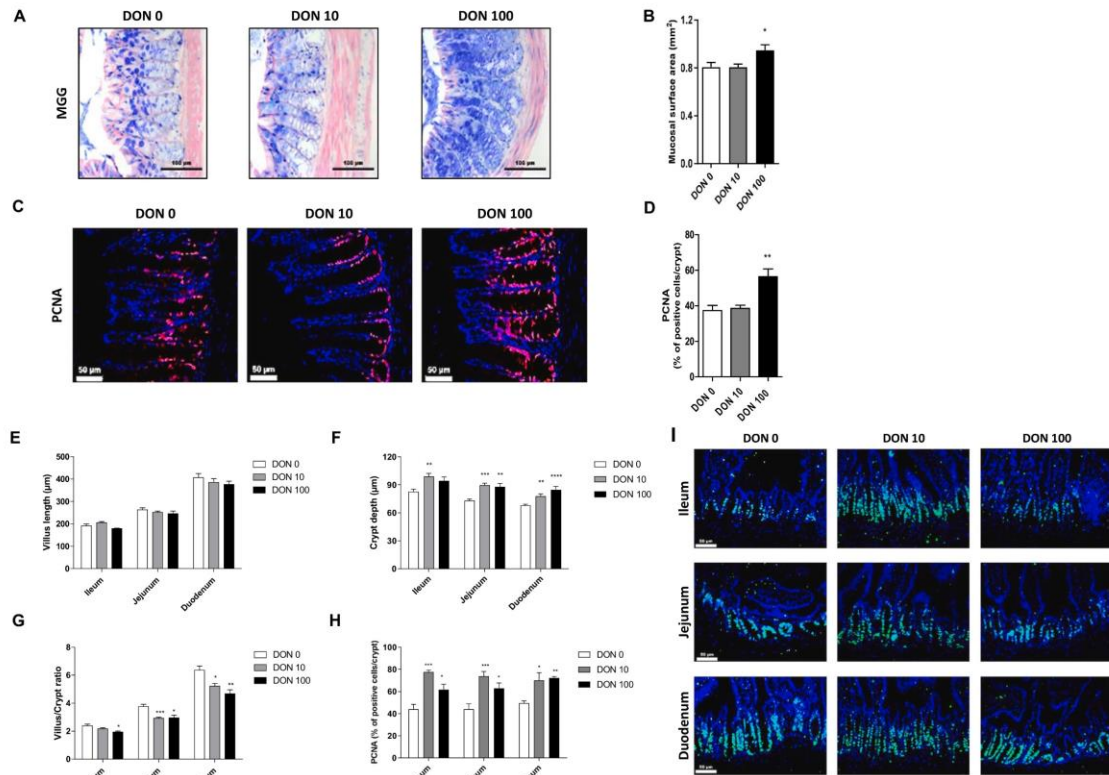 A
DON 0 DON 10 DON 100
MGG
100 µm 100 µm 100 µm
B
Mucosal surface area (mm²)
1.2
0.8
0.4
0.0
DON 0 DON 10 DON 100
*
C
DON 0 DON 10 DON 100
PCNA
50 µm 50 µm 50 µm
D
PCNA
(% of positive cells/crypt)
80
60
40
20
0
DON 0 DON 10 DON 100
**
E
Villus length (µm)
500
400
300
200
100
0
Ileum Jejunum Duodenum
DON 0
DON 10
DON 100
F
Crypt depth (µm)
120
90
60
30
0
** *** ** ** ****
Ileum Jejunum Duodenum
DON 0
DON 10
DON 100
G
Villus/Crypt ratio
8
6
4
2
0
* *** * * **
um um um
DON 0
DON 10
DON 100
H
PCNA (% of positive cells/crypt)
100
80
60
40
20
0
*** * *** * * **
um um um
DON 0
DON 10
DON 100
I
DON 0 DON 10 DON 100
Ileum
Jejunum
Duodenum